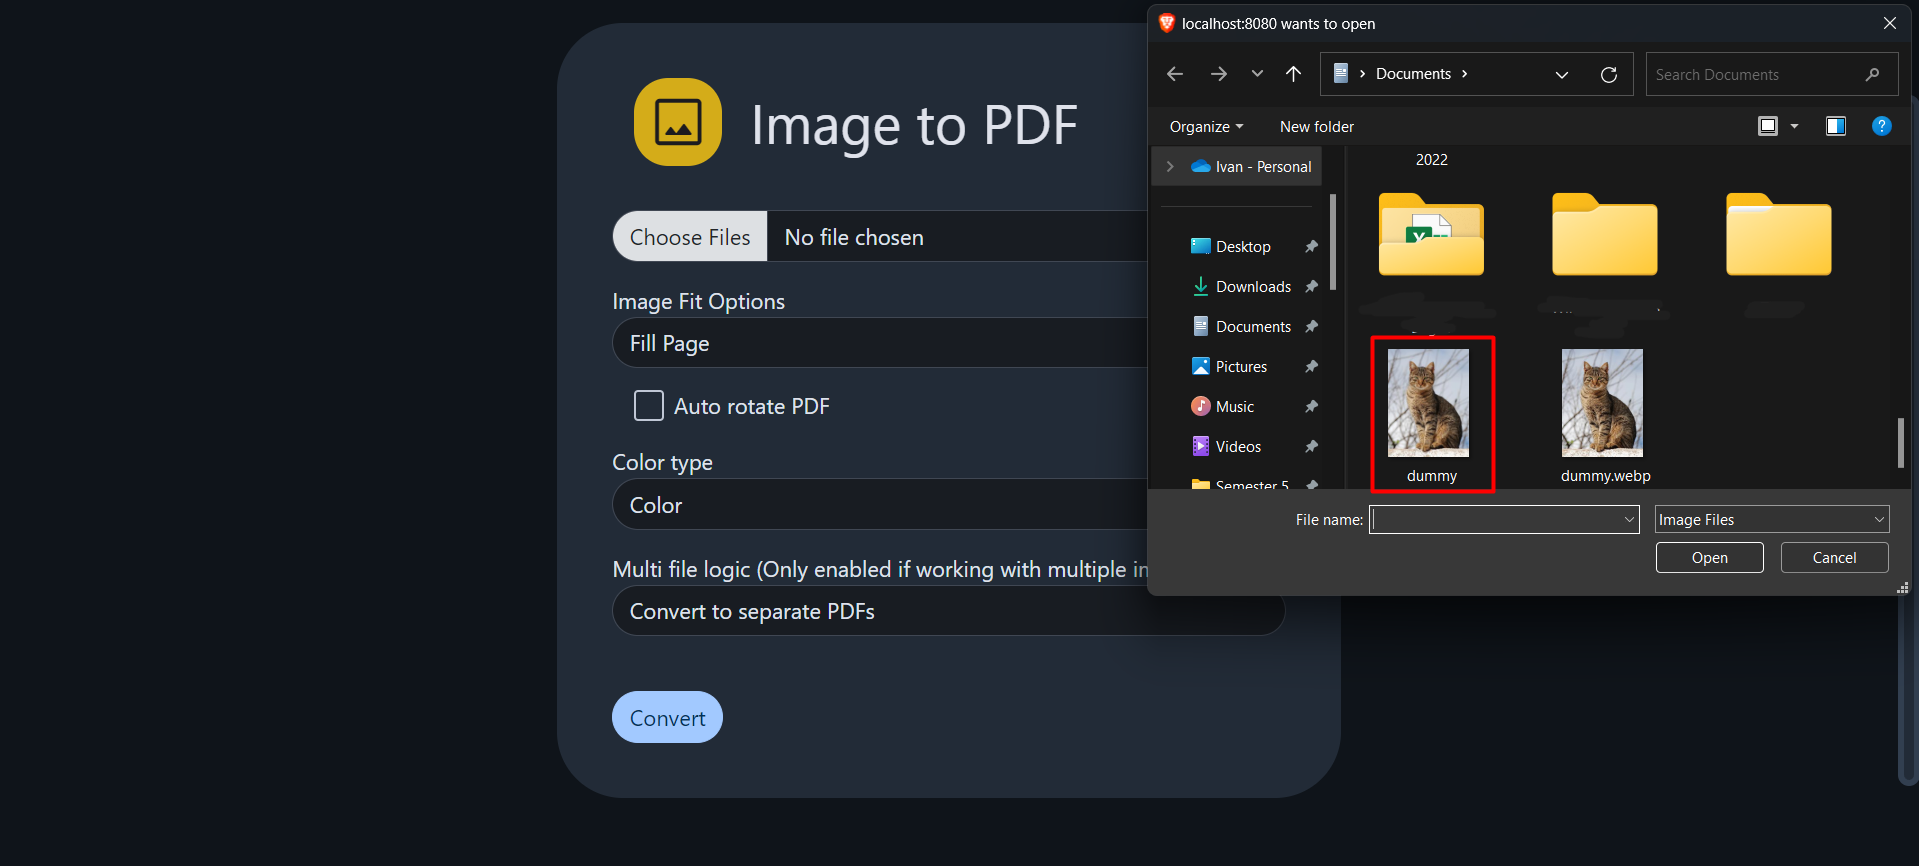 Image to PDF
Choose Files No file chosen
Image Fit Options
Fill Page
Auto rotate PDF
Color type
Color
Multi file logic (Only enabled if working with multiple
Convert to separate PDFs
Convert
localhost:8080 wants to open
Documents
Search Documents
Organize
New folder
Ivan - Personal
Desktop
Downloads
Documents
Pictures
Music
Videos
Semester 5
2022
dummy
dummy.webp
File name:
Image Files
Open
Cancel